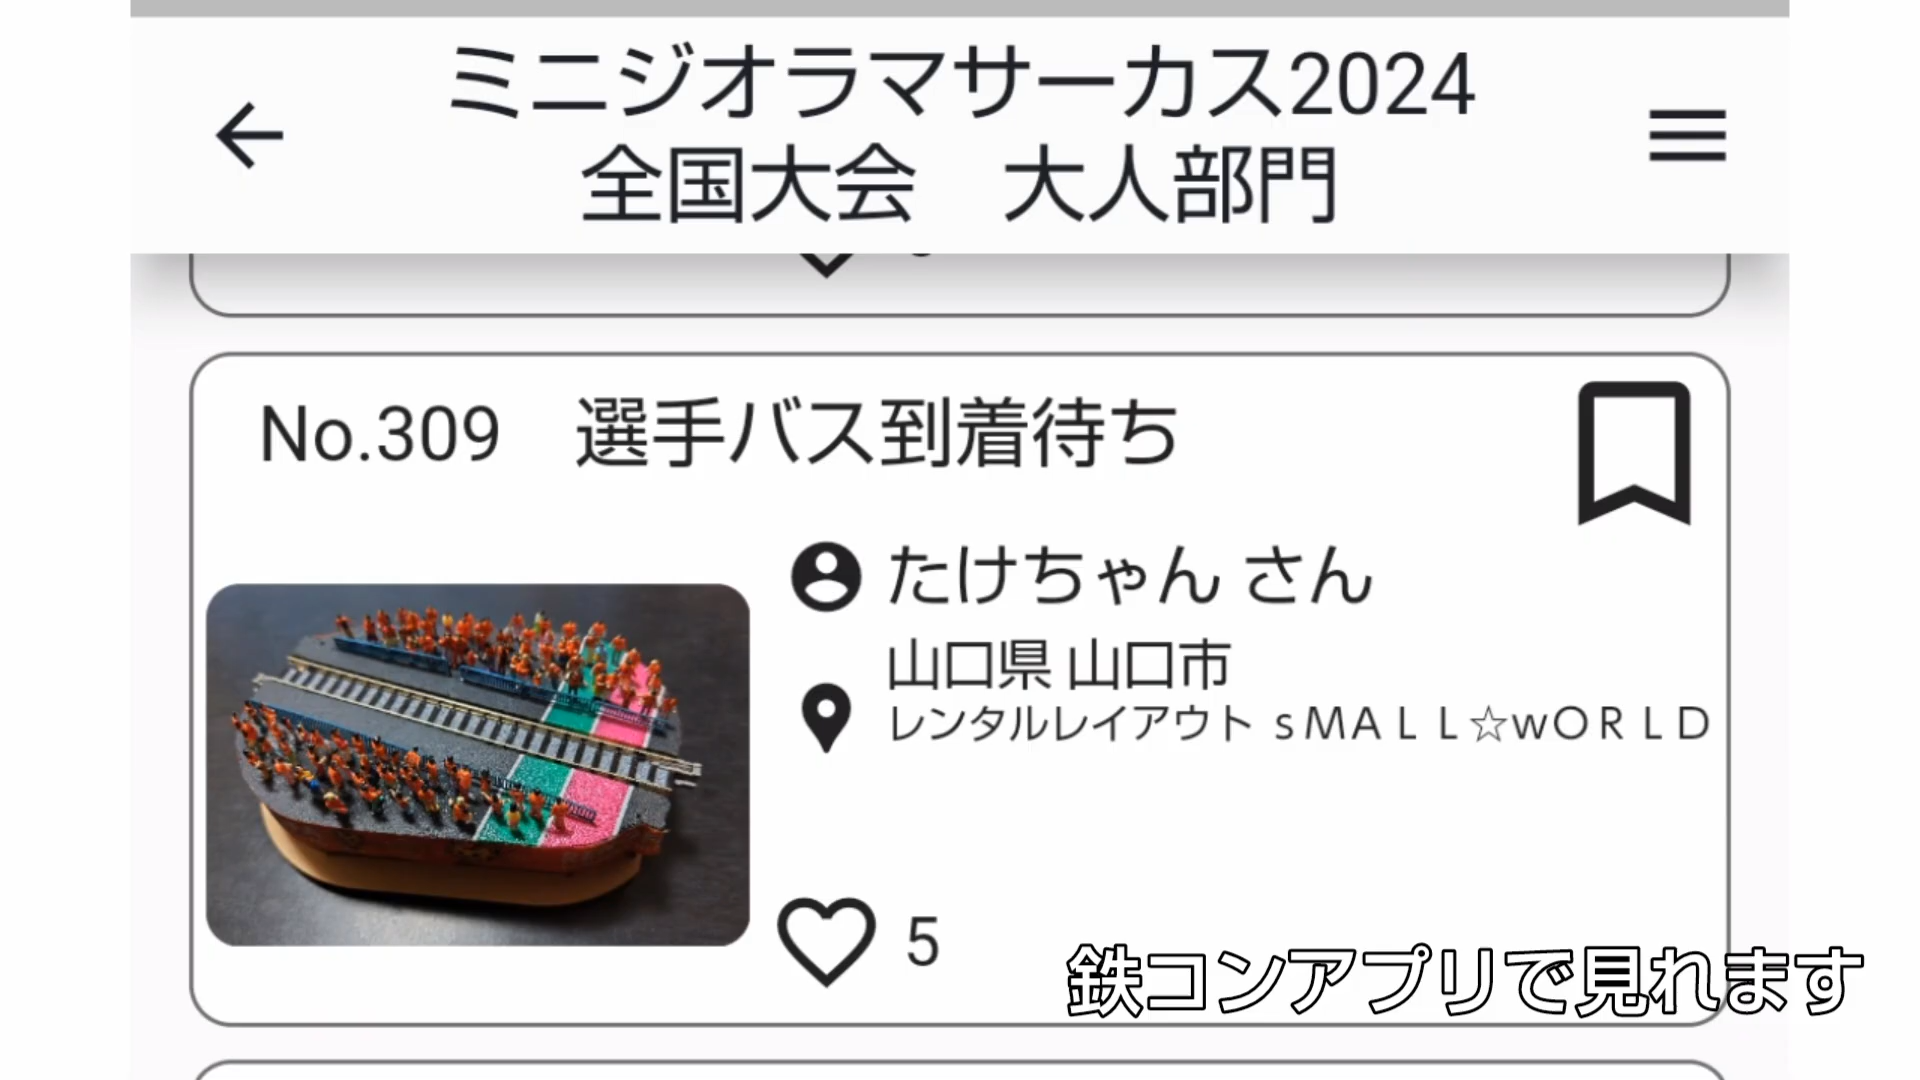 ミニジオラマサーカス2024
全国大会　大人部門
No.309　選手バス到着待ち
たけちゃん さん
山口県 山口市
レンタルレイアウト ｓＭＡＬＬ☆ｗＯＲＬＤ
5
鉄コンアプリで見れます